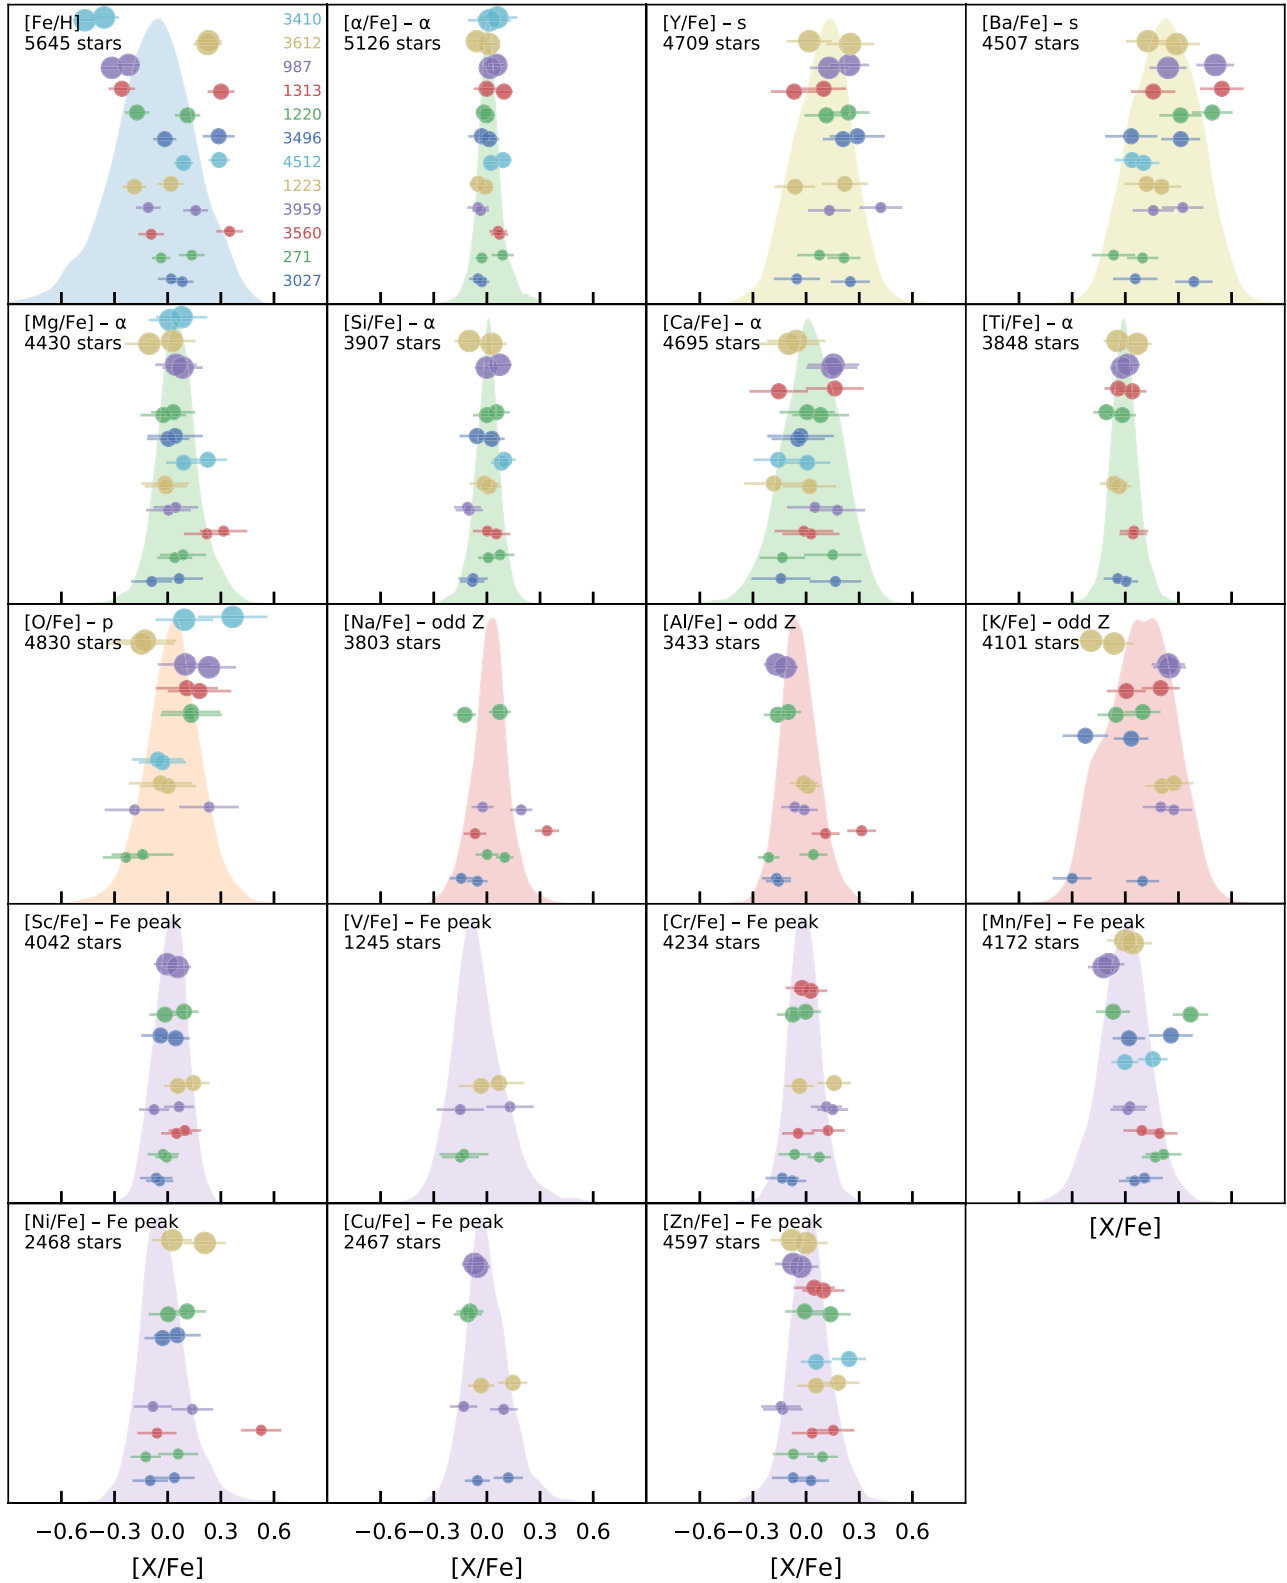 [Fe/H]
5645 stars
3410
3612
987
1313
1220
3496
4512
1223
3959
3560
271
3027
[α/Fe] – α
5126 stars
[Y/Fe] – s
4709 stars
[Ba/Fe] – s
4507 stars
[Mg/Fe] – α
4430 stars
[Si/Fe] – α
3907 stars
[Ca/Fe] – α
4695 stars
[Ti/Fe] – α
3848 stars
[O/Fe] – p
4830 stars
[Na/Fe] – odd Z
3803 stars
[Al/Fe] – odd Z
3433 stars
[K/Fe] – odd Z
4101 stars
[Sc/Fe] – Fe peak
4042 stars
[V/Fe] – Fe peak
1245 stars
[Cr/Fe] – Fe peak
4234 stars
[Mn/Fe] – Fe peak
4172 stars
[Ni/Fe] – Fe peak
2468 stars
[Cu/Fe] – Fe peak
2467 stars
[Zn/Fe] – Fe peak
4597 stars
[X/Fe]
−0.6 −0.3 0.0 0.3 0.6
−0.6 −0.3 0.0 0.3 0.6
−0.6 −0.3 0.0 0.3 0.6
[X/Fe]
[X/Fe]
[X/Fe]